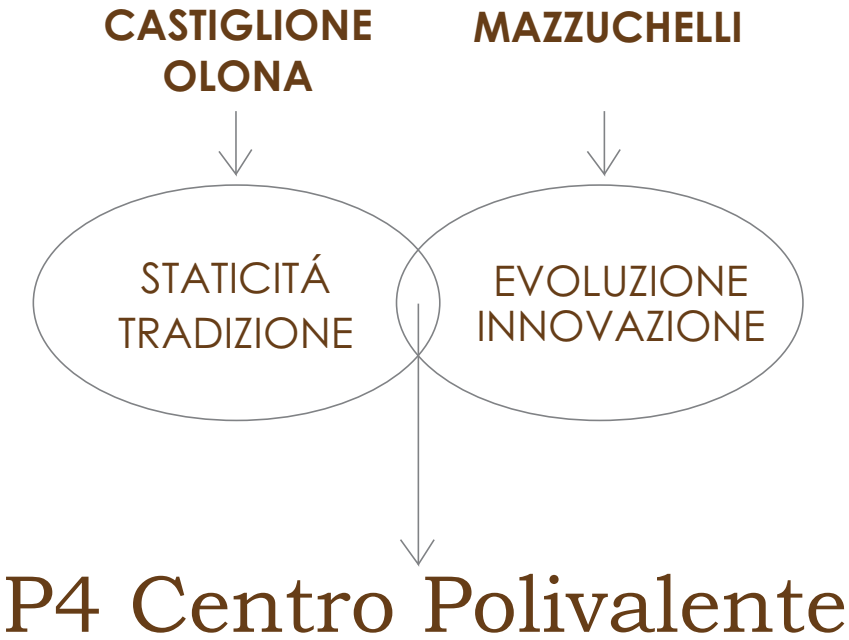 CASTIGLIONE
OLONA
MAZZUCHELLI
STATICITÁ
TRADIZIONE
EVOLUZIONE
INNOVAZIONE
P4 Centro Polivalente